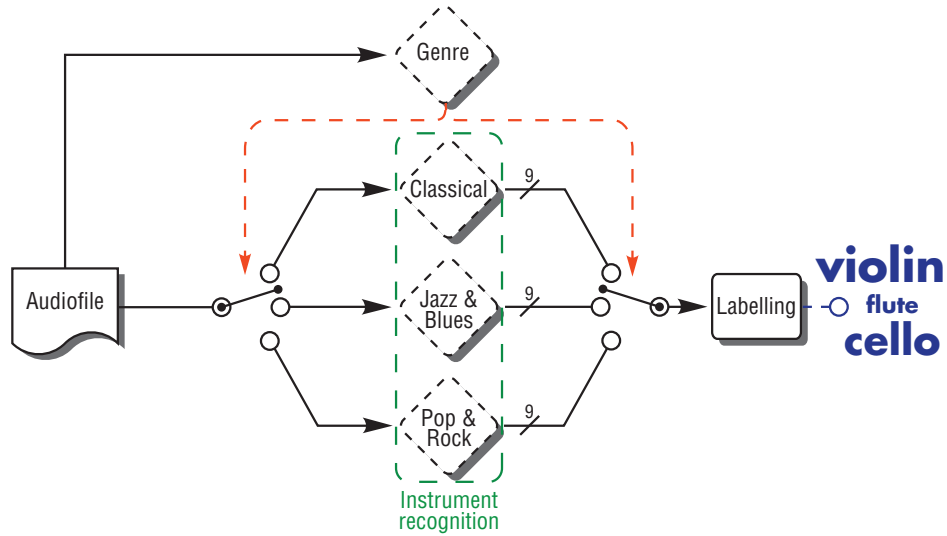 Genre
Classical
9
Audiofile
Jazz &
Blues
9
Labelling
violin
flute
cello
Pop &
Rock
9
Instrument
recognition